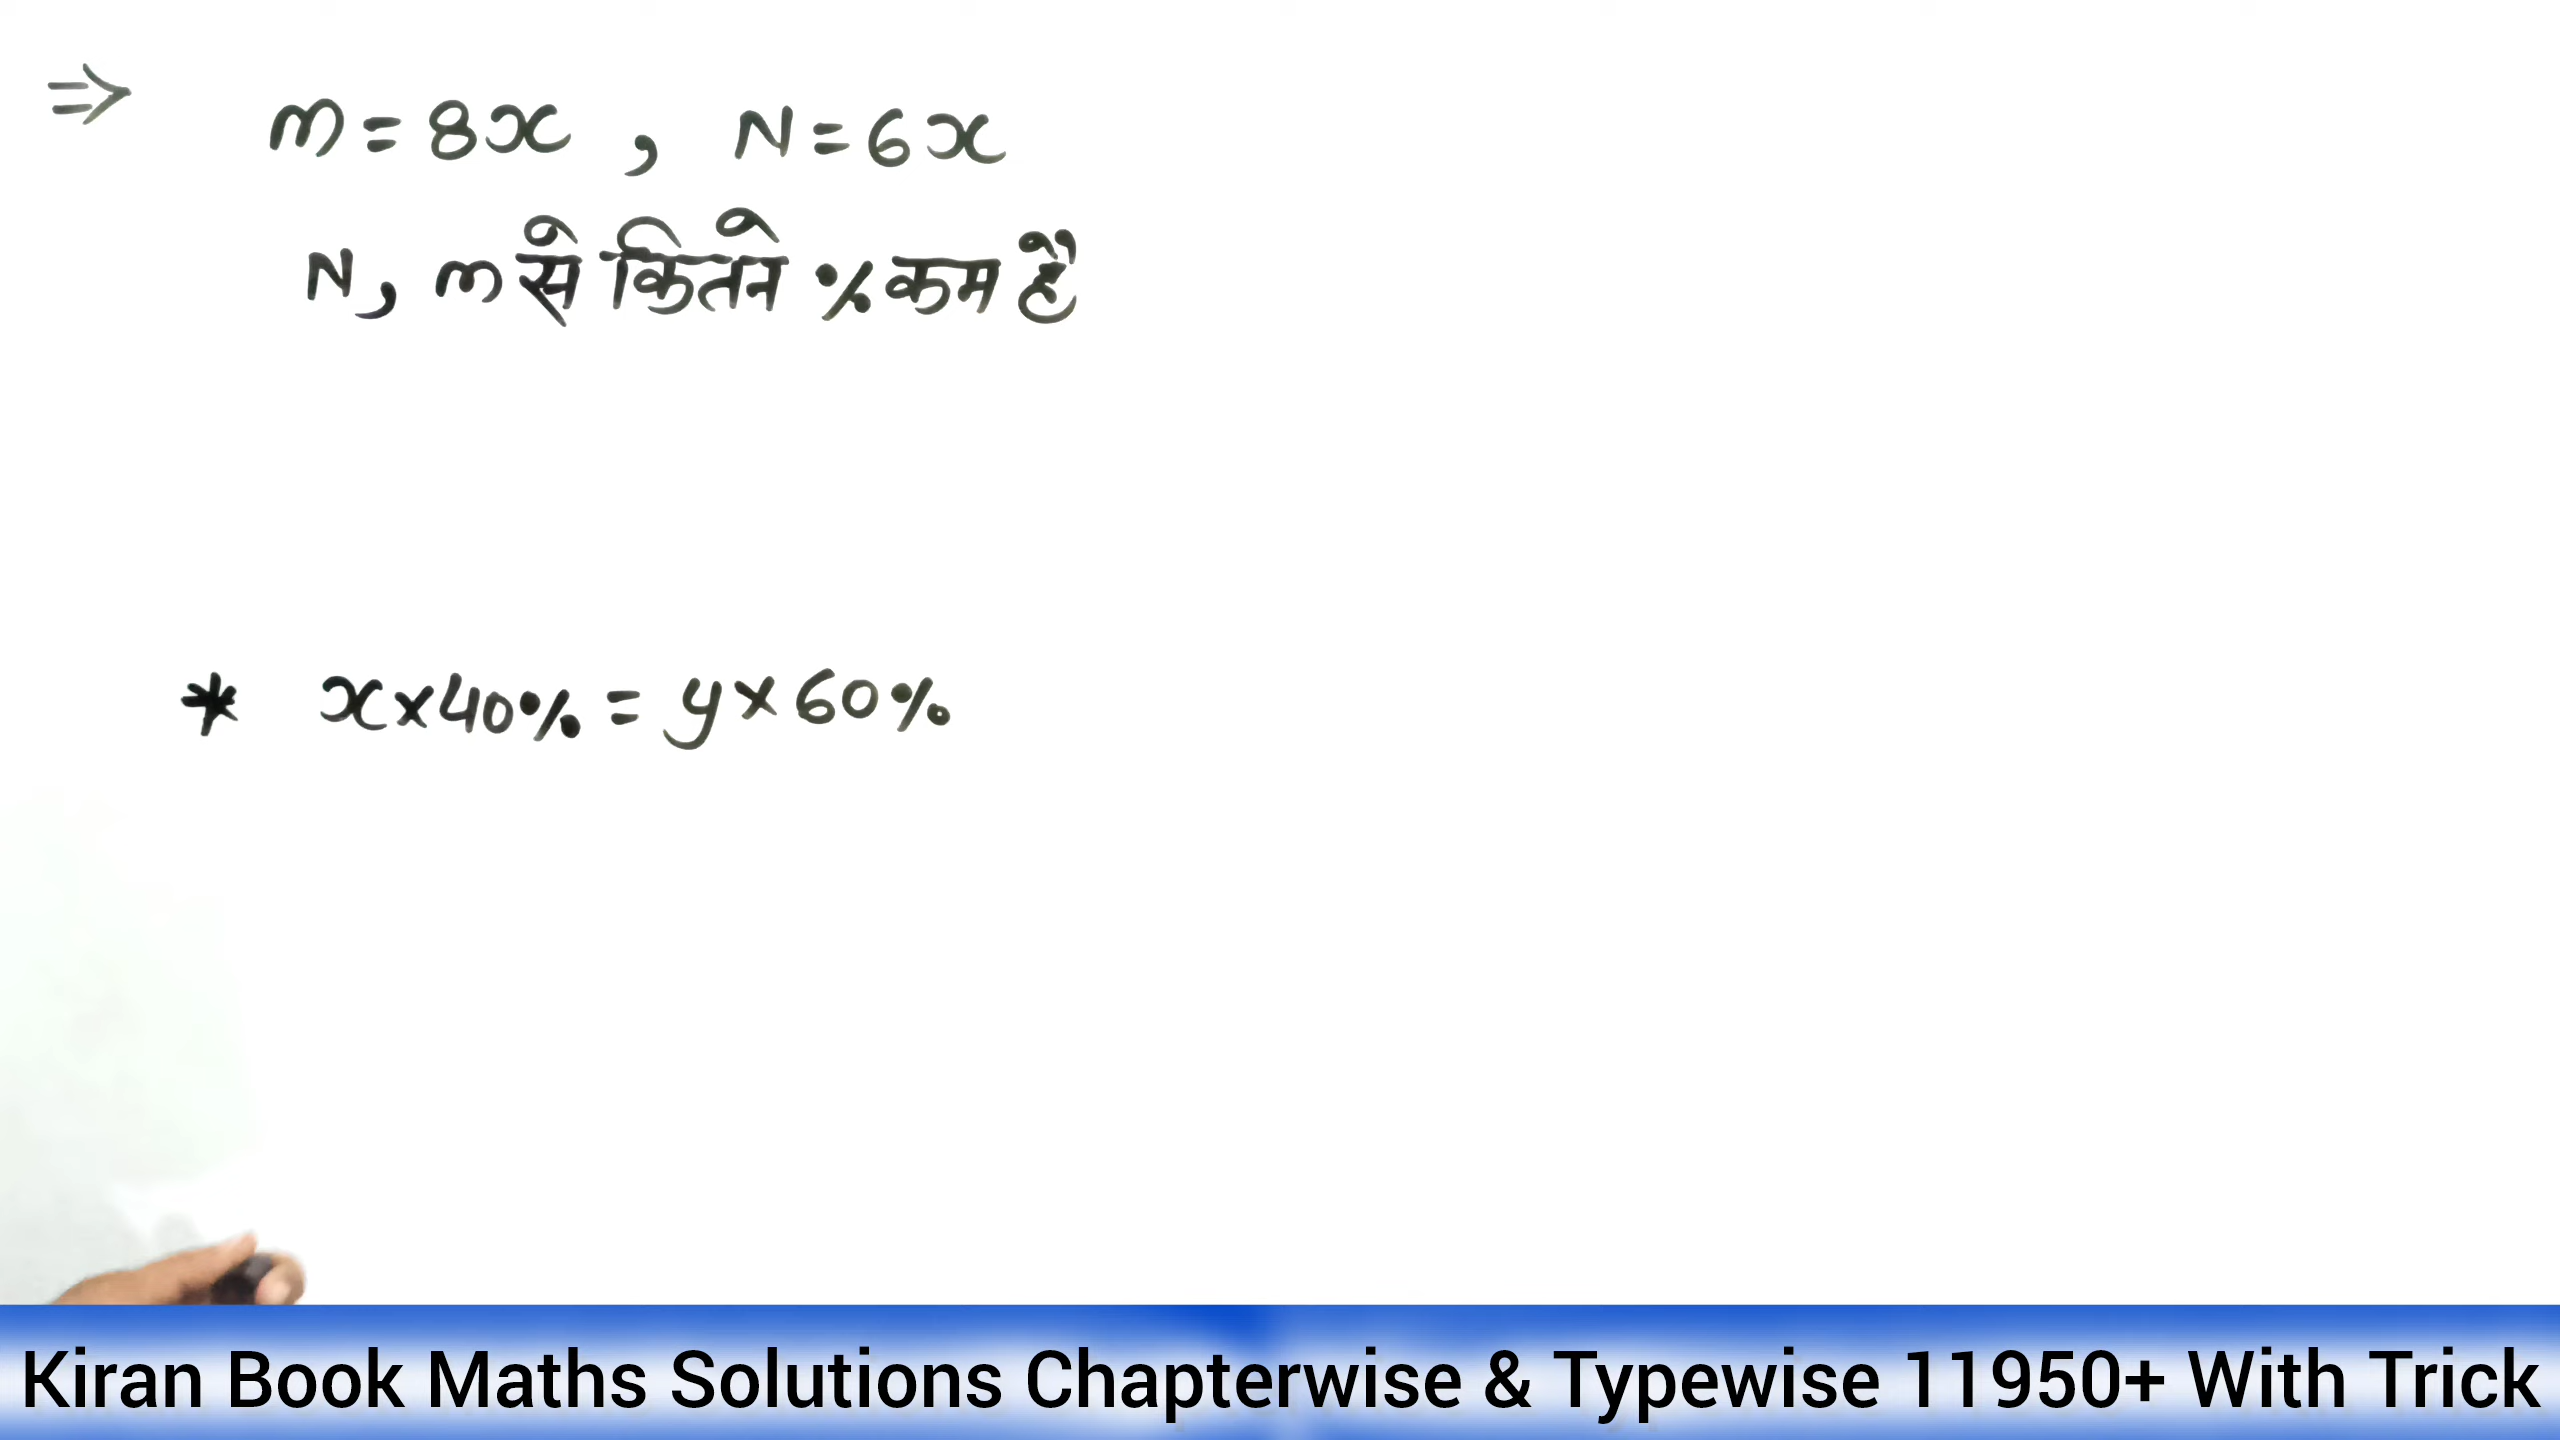 ⇒ m = 8x , N = 6x
N, m से कितने % कम है
* x × 40% = y × 60%
Kiran Book Maths Solutions Chapterwise & Typewise 11950+ With Trick